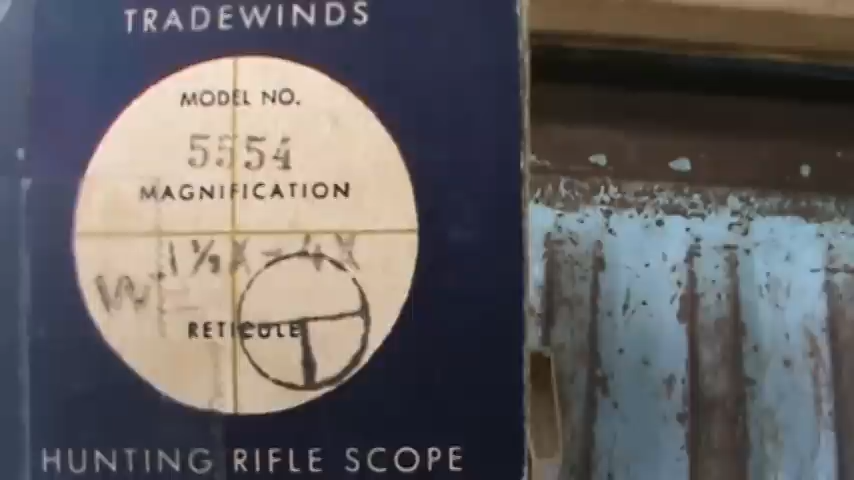 TRADEWINDS
MODEL NO.
5554
MAGNIFICATION
1½X-4X
RETICULE
HUNTING RIFLE SCOPE